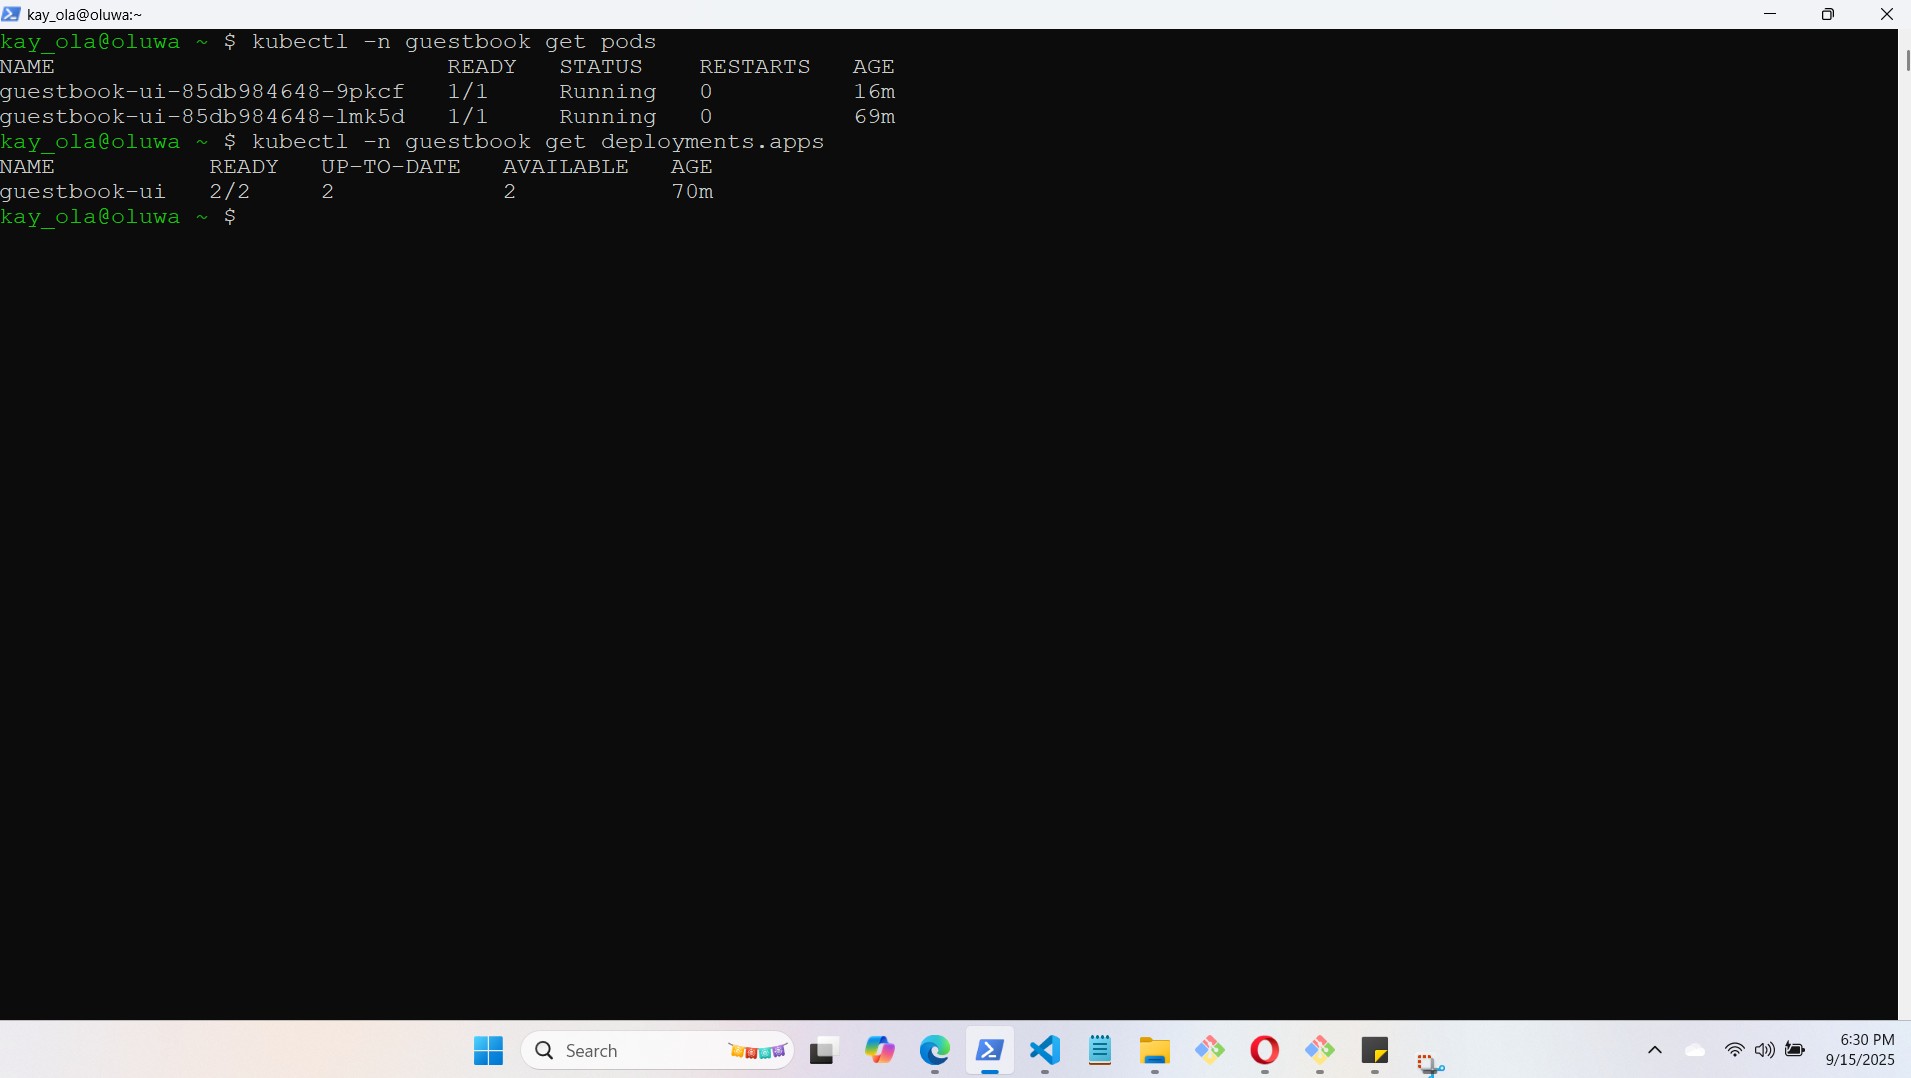 kay_ola@oluwa:~
kay_ola@oluwa ~ $ kubectl -n guestbook get pods
NAME READY STATUS RESTARTS AGE
guestbook-ui-85db984648-9pkcf 1/1 Running 0 16m
guestbook-ui-85db984648-lmk5d 1/1 Running 0 69m
kay_ola@oluwa ~ $ kubectl -n guestbook get deployments.apps
NAME READY UP-TO-DATE AVAILABLE AGE
guestbook-ui 2/2 2 2 70m
kay_ola@oluwa ~ $
Search
6:30 PM
9/15/2025